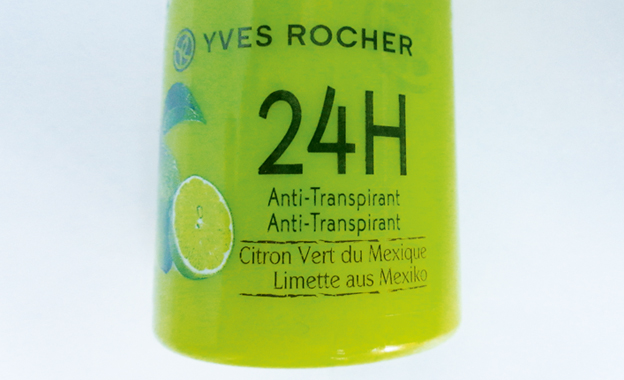 YVES ROCHER
24H
Anti-Transpirant
Anti-Transpirant
Citron Vert du Mexique
Limette aus Mexiko